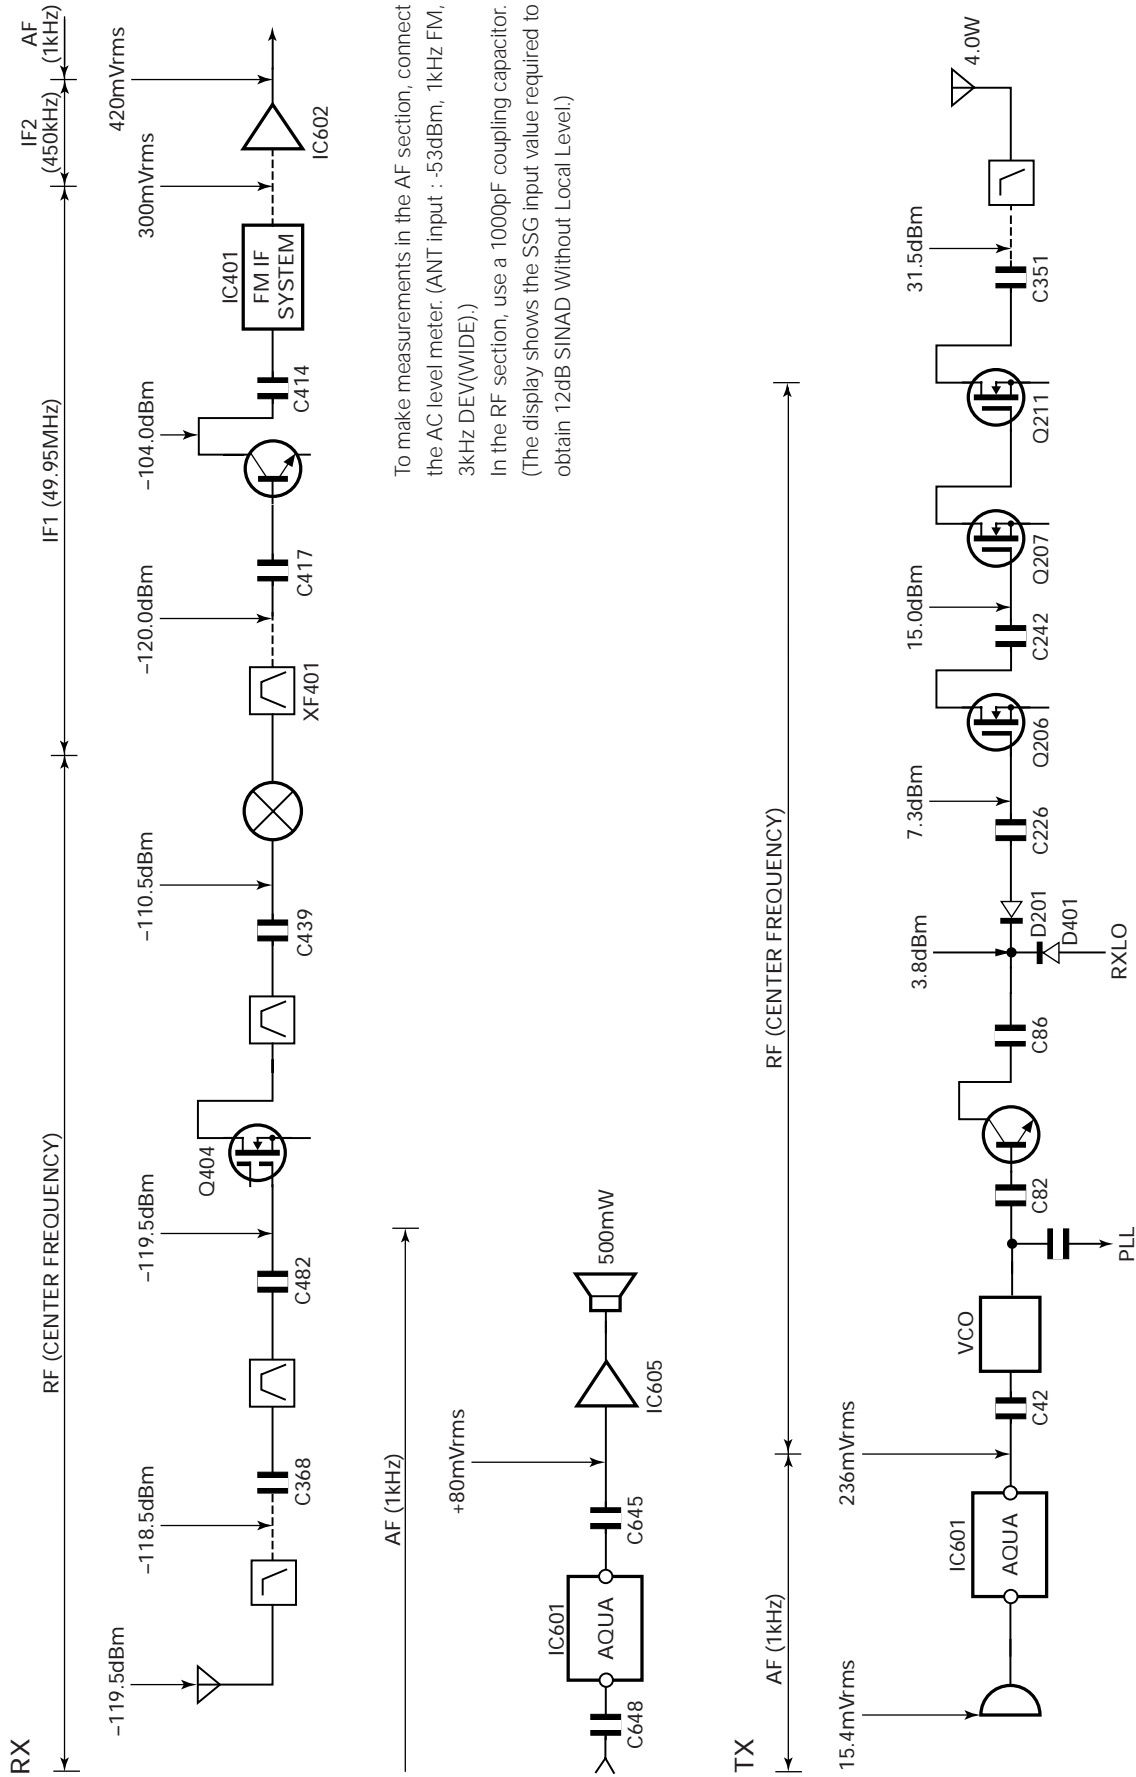 RX
RF (CENTER FREQUENCY)
IF1 (49.95MHz)
IF2
(450kHz)
AF
(1kHz)
−119.5dBm
−118.5dBm
−119.5dBm
−110.5dBm
−120.0dBm
−104.0dBm
300mVrms
420mVrms
C368
C482
Q404
C439
XF401
C417
C414
IC401
FM IF
SYSTEM
IC602
AF (1kHz)
+80mVrms
C648
IC601
AQUA
C645
IC605
500mW
To make measurements in the AF section, connect
the AC level meter. (ANT input : -53dBm, 1kHz FM,
3kHz DEV(WIDE).)
In the RF section, use a 1000pF coupling capacitor.
(The display shows the SSG input value required to
obtain 12dB SINAD Without Local Level.)
TX
AF (1kHz)
RF (CENTER FREQUENCY)
15.4mVrms
236mVrms
3.8dBm
7.3dBm
15.0dBm
31.5dBm
4.0W
IC601
AQUA
C42
VCO
PLL
C82
C86
D201
D401
RXLO
C226
Q206
C242
Q207
Q211
C351